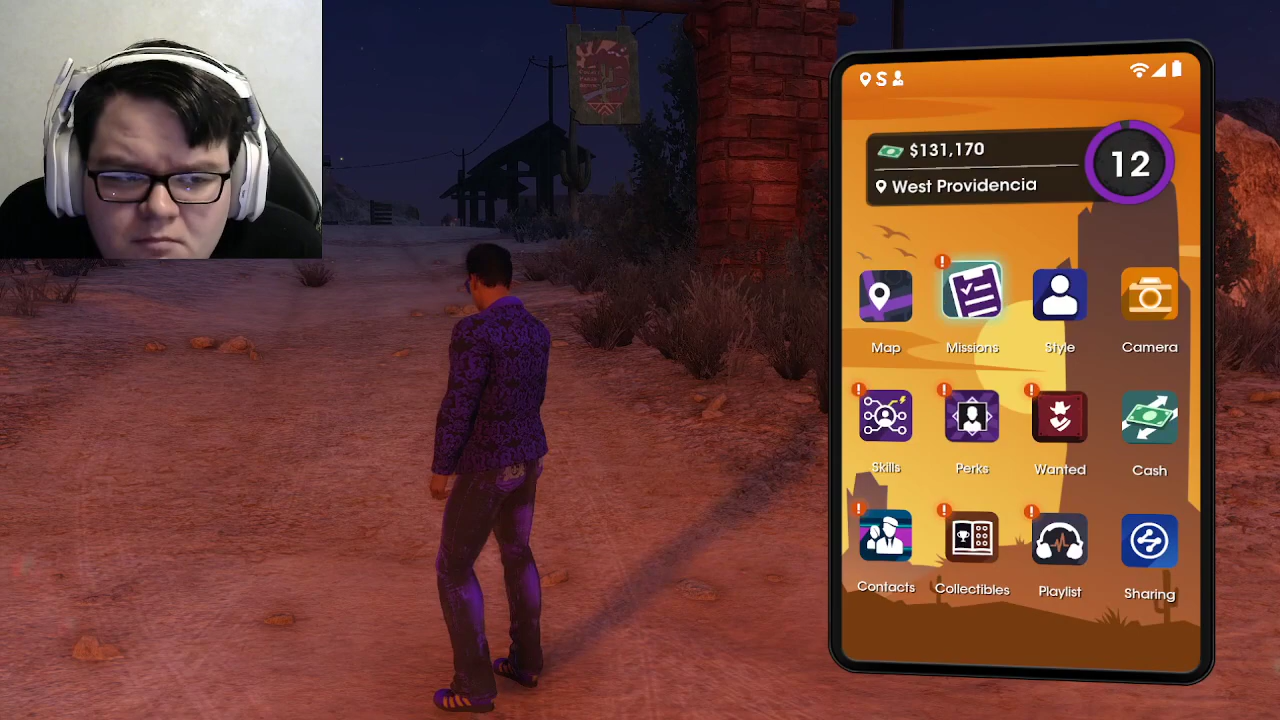 S
$131,170
12
West Providencia
Map
Missions
Style
Camera
Skills
Perks
Wanted
Cash
Contacts
Collectibles
Playlist
Sharing